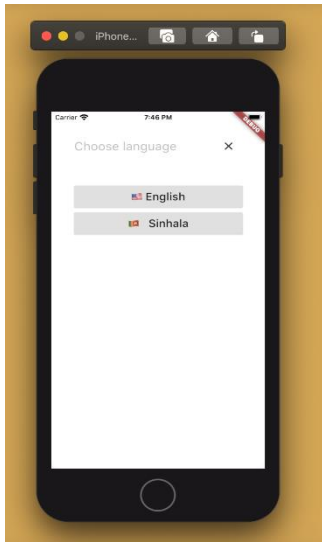 iPhone...
Carrier
7:46 PM
DEBUG
Choose language
English
Sinhala